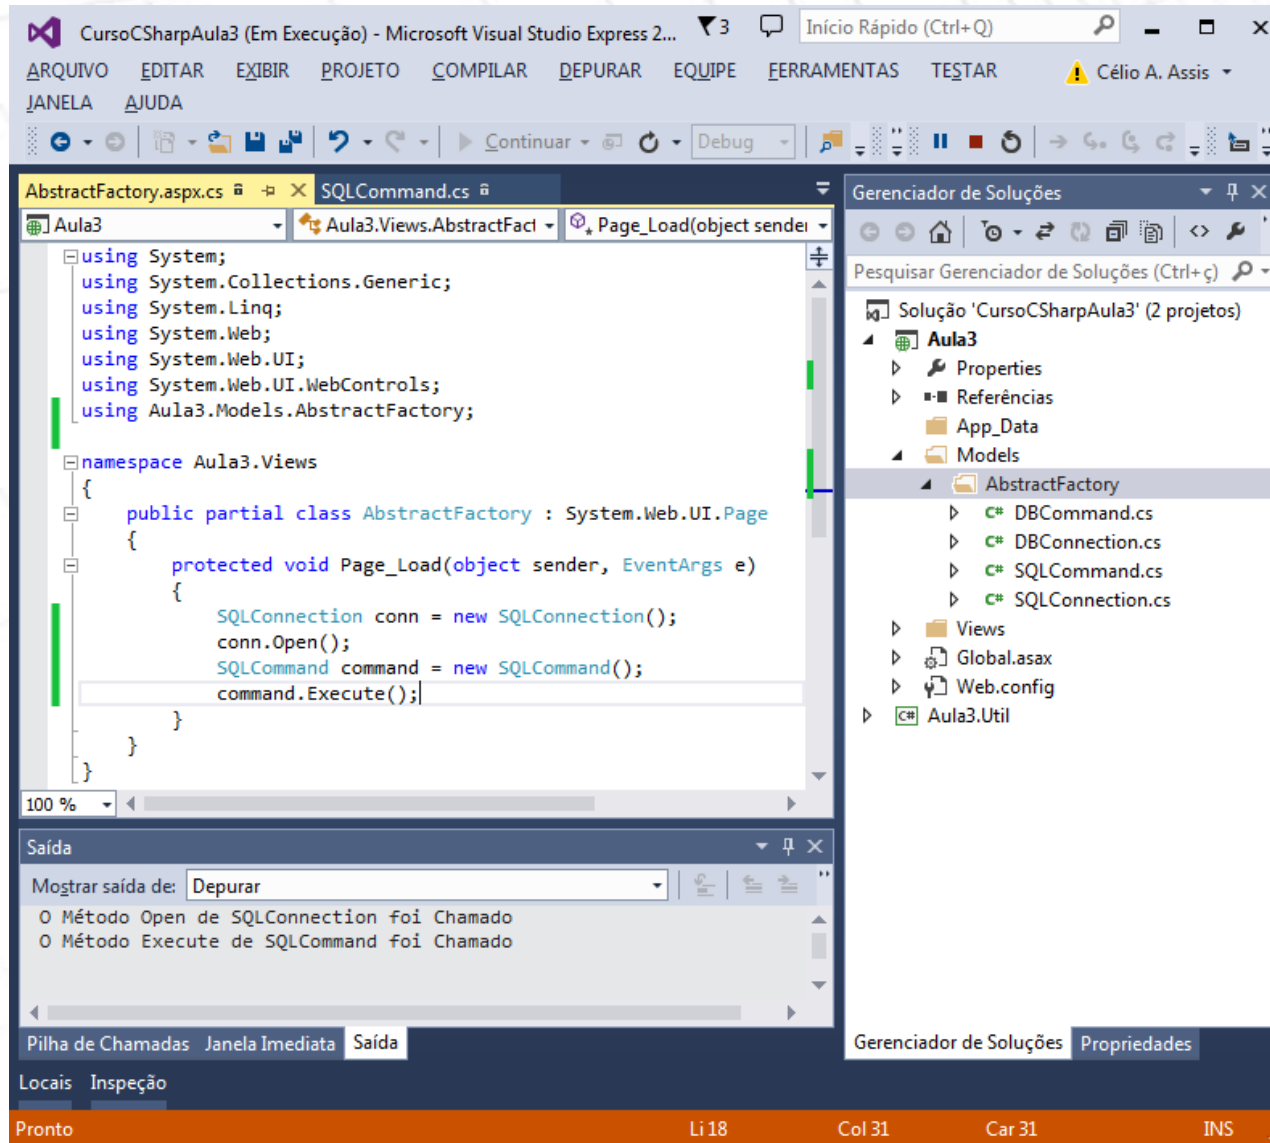 CursoCSharpAula3 (Em Execução) - Microsoft Visual Studio Express 2... 3 Início Rápido (Ctrl+Q)
ARQUIVO EDITAR EXIBIR PROJETO COMPILAR DEPURAR EQUIPE FERRAMENTAS TESTAR Célio A. Assis
JANELA AJUDA
Continuar Debug
AbstractFactory.aspx.cs SQLCommand.cs
Aula3 Aula3.Views.AbstractFact Page_Load(object sender
using System;
using System.Collections.Generic;
using System.Linq;
using System.Web;
using System.Web.UI;
using System.Web.UI.WebControls;
using Aula3.Models.AbstractFactory;
namespace Aula3.Views
{
public partial class AbstractFactory : System.Web.UI.Page
{
protected void Page_Load(object sender, EventArgs e)
{
SQLConnection conn = new SQLConnection();
conn.Open();
SQLCommand command = new SQLCommand();
command.Execute();
}
}
}
100 %
Saída
Mostrar saída de: Depurar
O Método Open de SQLConnection foi Chamado
O Método Execute de SQLCommand foi Chamado
Pilha de Chamadas Janela Imediata Saída
Locais Inspeção
Gerenciador de Soluções
Pesquisar Gerenciador de Soluções (Ctrl+ç)
Solução 'CursoCSharpAula3' (2 projetos)
Aula3
Properties
Referências
App_Data
Models
AbstractFactory
C# DBCommand.cs
C# DBConnection.cs
C# SQLCommand.cs
C# SQLConnection.cs
Views
Global.asax
Web.config
C# Aula3.Util
Gerenciador de Soluções Propriedades
Pronto Li 18 Col 31 Car 31 INS